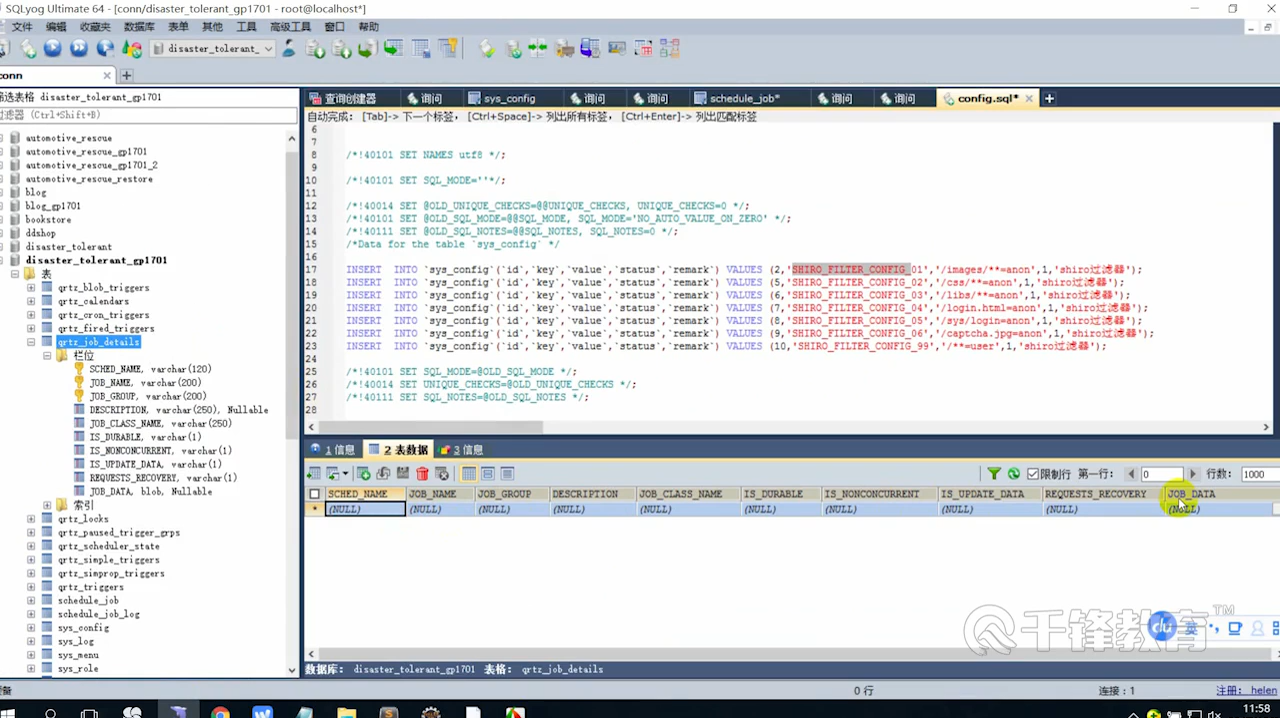 SQLyog Ultimate 64 - [conn/disaster_tolerant_gp1701 - root@localhost*]
文件 编辑 收藏夹 数据库 表单 其他 工具 高级工具 窗口 帮助
disaster_tolerant_
conn
筛选表格 disaster_tolerant_gp1701
过滤器 (Ctrl+Shift+B)
automotive_rescue
automotive_rescue_gp1701
automotive_rescue_gp1701_2
automotive_rescue_restore
blog
blog_gp1701
bookstore
ddshop
disaster_tolerant
disaster_tolerant_gp1701
表
qrtz_blob_triggers
qrtz_calendars
qrtz_cron_triggers
qrtz_fired_triggers
qrtz_job_details
栏位
SCHED_NAME, varchar(120)
JOB_NAME, varchar(200)
JOB_GROUP, varchar(200)
DESCRIPTION, varchar(250), Nullable
JOB_CLASS_NAME, varchar(250)
IS_DURABLE, varchar(1)
IS_NONCONCURRENT, varchar(1)
IS_UPDATE_DATA, varchar(1)
REQUESTS_RECOVERY, varchar(1)
JOB_DATA, blob, Nullable
索引
qrtz_locks
qrtz_paused_trigger_grps
qrtz_scheduler_state
qrtz_simple_triggers
qrtz_simprop_triggers
qrtz_triggers
schedule_job
schedule_job_log
sys_config
sys_log
sys_menu
sys_role
查询创建器 询问 sys_config 询问 询问 schedule_job* 询问 询问 config.sql*
自动完成: [Tab]-> 下一个标签, [Ctrl+Space]-> 列出所有标签, [Ctrl+Enter]-> 列出匹配标签
6
7
8 /*!40101 SET NAMES utf8 */;
9
10 /*!40101 SET SQL_MODE=''*/;
11
12 /*!40014 SET @OLD_UNIQUE_CHECKS=@@UNIQUE_CHECKS, UNIQUE_CHECKS=0 */;
13 /*!40101 SET @OLD_SQL_MODE=@@SQL_MODE, SQL_MODE='NO_AUTO_VALUE_ON_ZERO' */;
14 /*!40111 SET @OLD_SQL_NOTES=@@SQL_NOTES, SQL_NOTES=0 */;
15 /*Data for the table `sys_config` */
16
17 INSERT INTO `sys_config`(`id`,`key`,`value`,`status`,`remark`) VALUES (2,'SHIRO_FILTER_CONFIG_01','/images/**=anon',1,'shiro过滤器');
18 INSERT INTO `sys_config`(`id`,`key`,`value`,`status`,`remark`) VALUES (5,'SHIRO_FILTER_CONFIG_02','/css/**=anon',1,'shiro过滤器');
19 INSERT INTO `sys_config`(`id`,`key`,`value`,`status`,`remark`) VALUES (6,'SHIRO_FILTER_CONFIG_03','/libs/**=anon',1,'shiro过滤器');
20 INSERT INTO `sys_config`(`id`,`key`,`value`,`status`,`remark`) VALUES (7,'SHIRO_FILTER_CONFIG_04','/login.html=anon',1,'shiro过滤器');
21 INSERT INTO `sys_config`(`id`,`key`,`value`,`status`,`remark`) VALUES (8,'SHIRO_FILTER_CONFIG_05','/sys/login=anon',1,'shiro过滤器');
22 INSERT INTO `sys_config`(`id`,`key`,`value`,`status`,`remark`) VALUES (9,'SHIRO_FILTER_CONFIG_06','/captcha.jpg=anon',1,'shiro过滤器');
23 INSERT INTO `sys_config`(`id`,`key`,`value`,`status`,`remark`) VALUES (10,'SHIRO_FILTER_CONFIG_99','/**=user',1,'shiro过滤器');
24
25 /*!40101 SET SQL_MODE=@OLD_SQL_MODE */;
26 /*!40014 SET UNIQUE_CHECKS=@OLD_UNIQUE_CHECKS */;
27 /*!40111 SET SQL_NOTES=@OLD_SQL_NOTES */;
28
1 信息 2 表数据 3 信息
限制行 第一行: 0 行数: 1000
SCHED_NAME JOB_NAME JOB_GROUP DESCRIPTION JOB_CLASS_NAME IS_DURABLE IS_NONCONCURRENT IS_UPDATE_DATA REQUESTS_RECOVERY JOB_DATA
* (NULL) (NULL) (NULL) (NULL) (NULL) (NULL) (NULL) (NULL) (NULL) (NULL)
千锋教育 TM
du 英
数据库: disaster_tolerant_gp1701 表格: qrtz_job_details
0 行 连接: 1 注册: helen
11:58